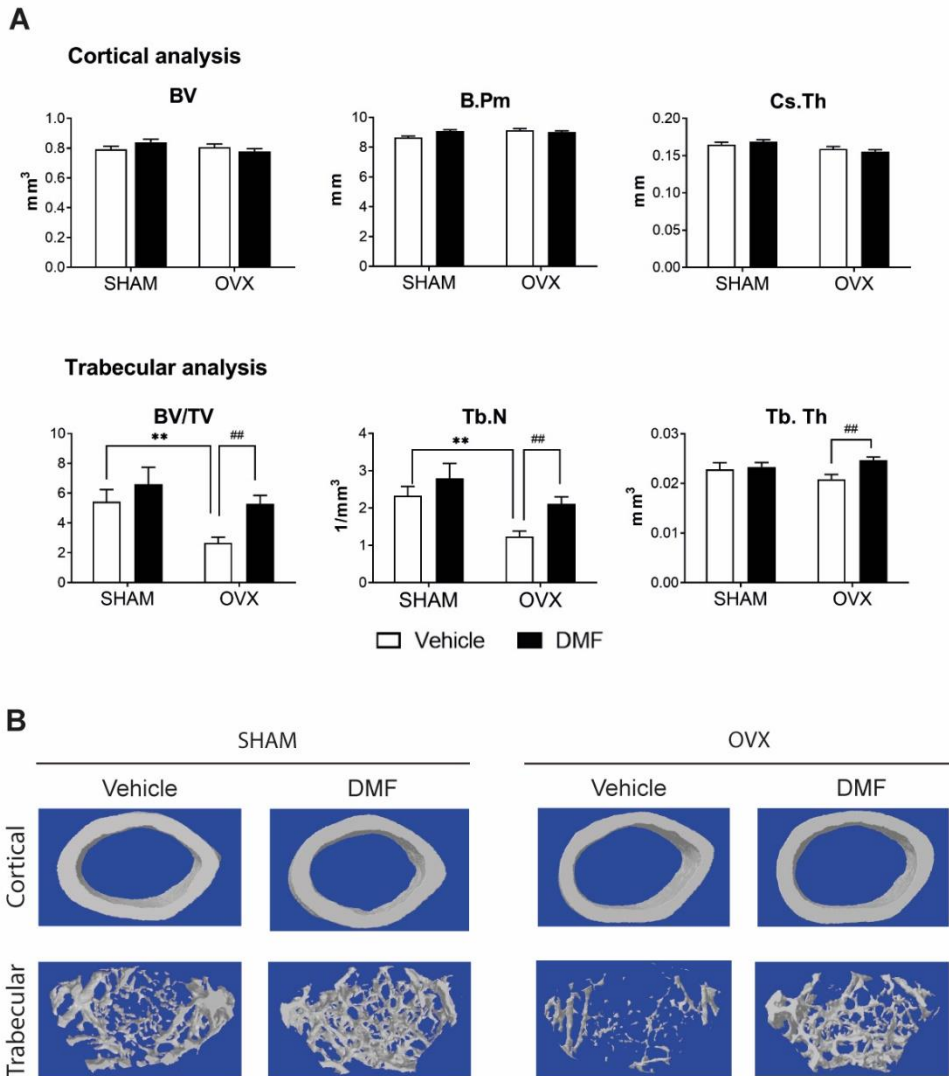 A
Cortical analysis
BV
mm³
1.0
0.8
0.6
0.4
0.2
0.0
SHAM OVX
B.Pm
mm
10
8
6
4
2
0
SHAM OVX
Cs.Th
mm
0.20
0.15
0.10
0.05
0.00
SHAM OVX
Trabecular analysis
BV/TV
10
8
6
4
2
0
** ##
SHAM OVX
Tb.N
1/mm³
4
3
2
1
0
** ##
SHAM OVX
Tb. Th
mm³
0.03
0.02
0.01
0.00
##
SHAM OVX
Vehicle DMF
B
SHAM OVX
Vehicle DMF Vehicle DMF
Cortical
Trabecular